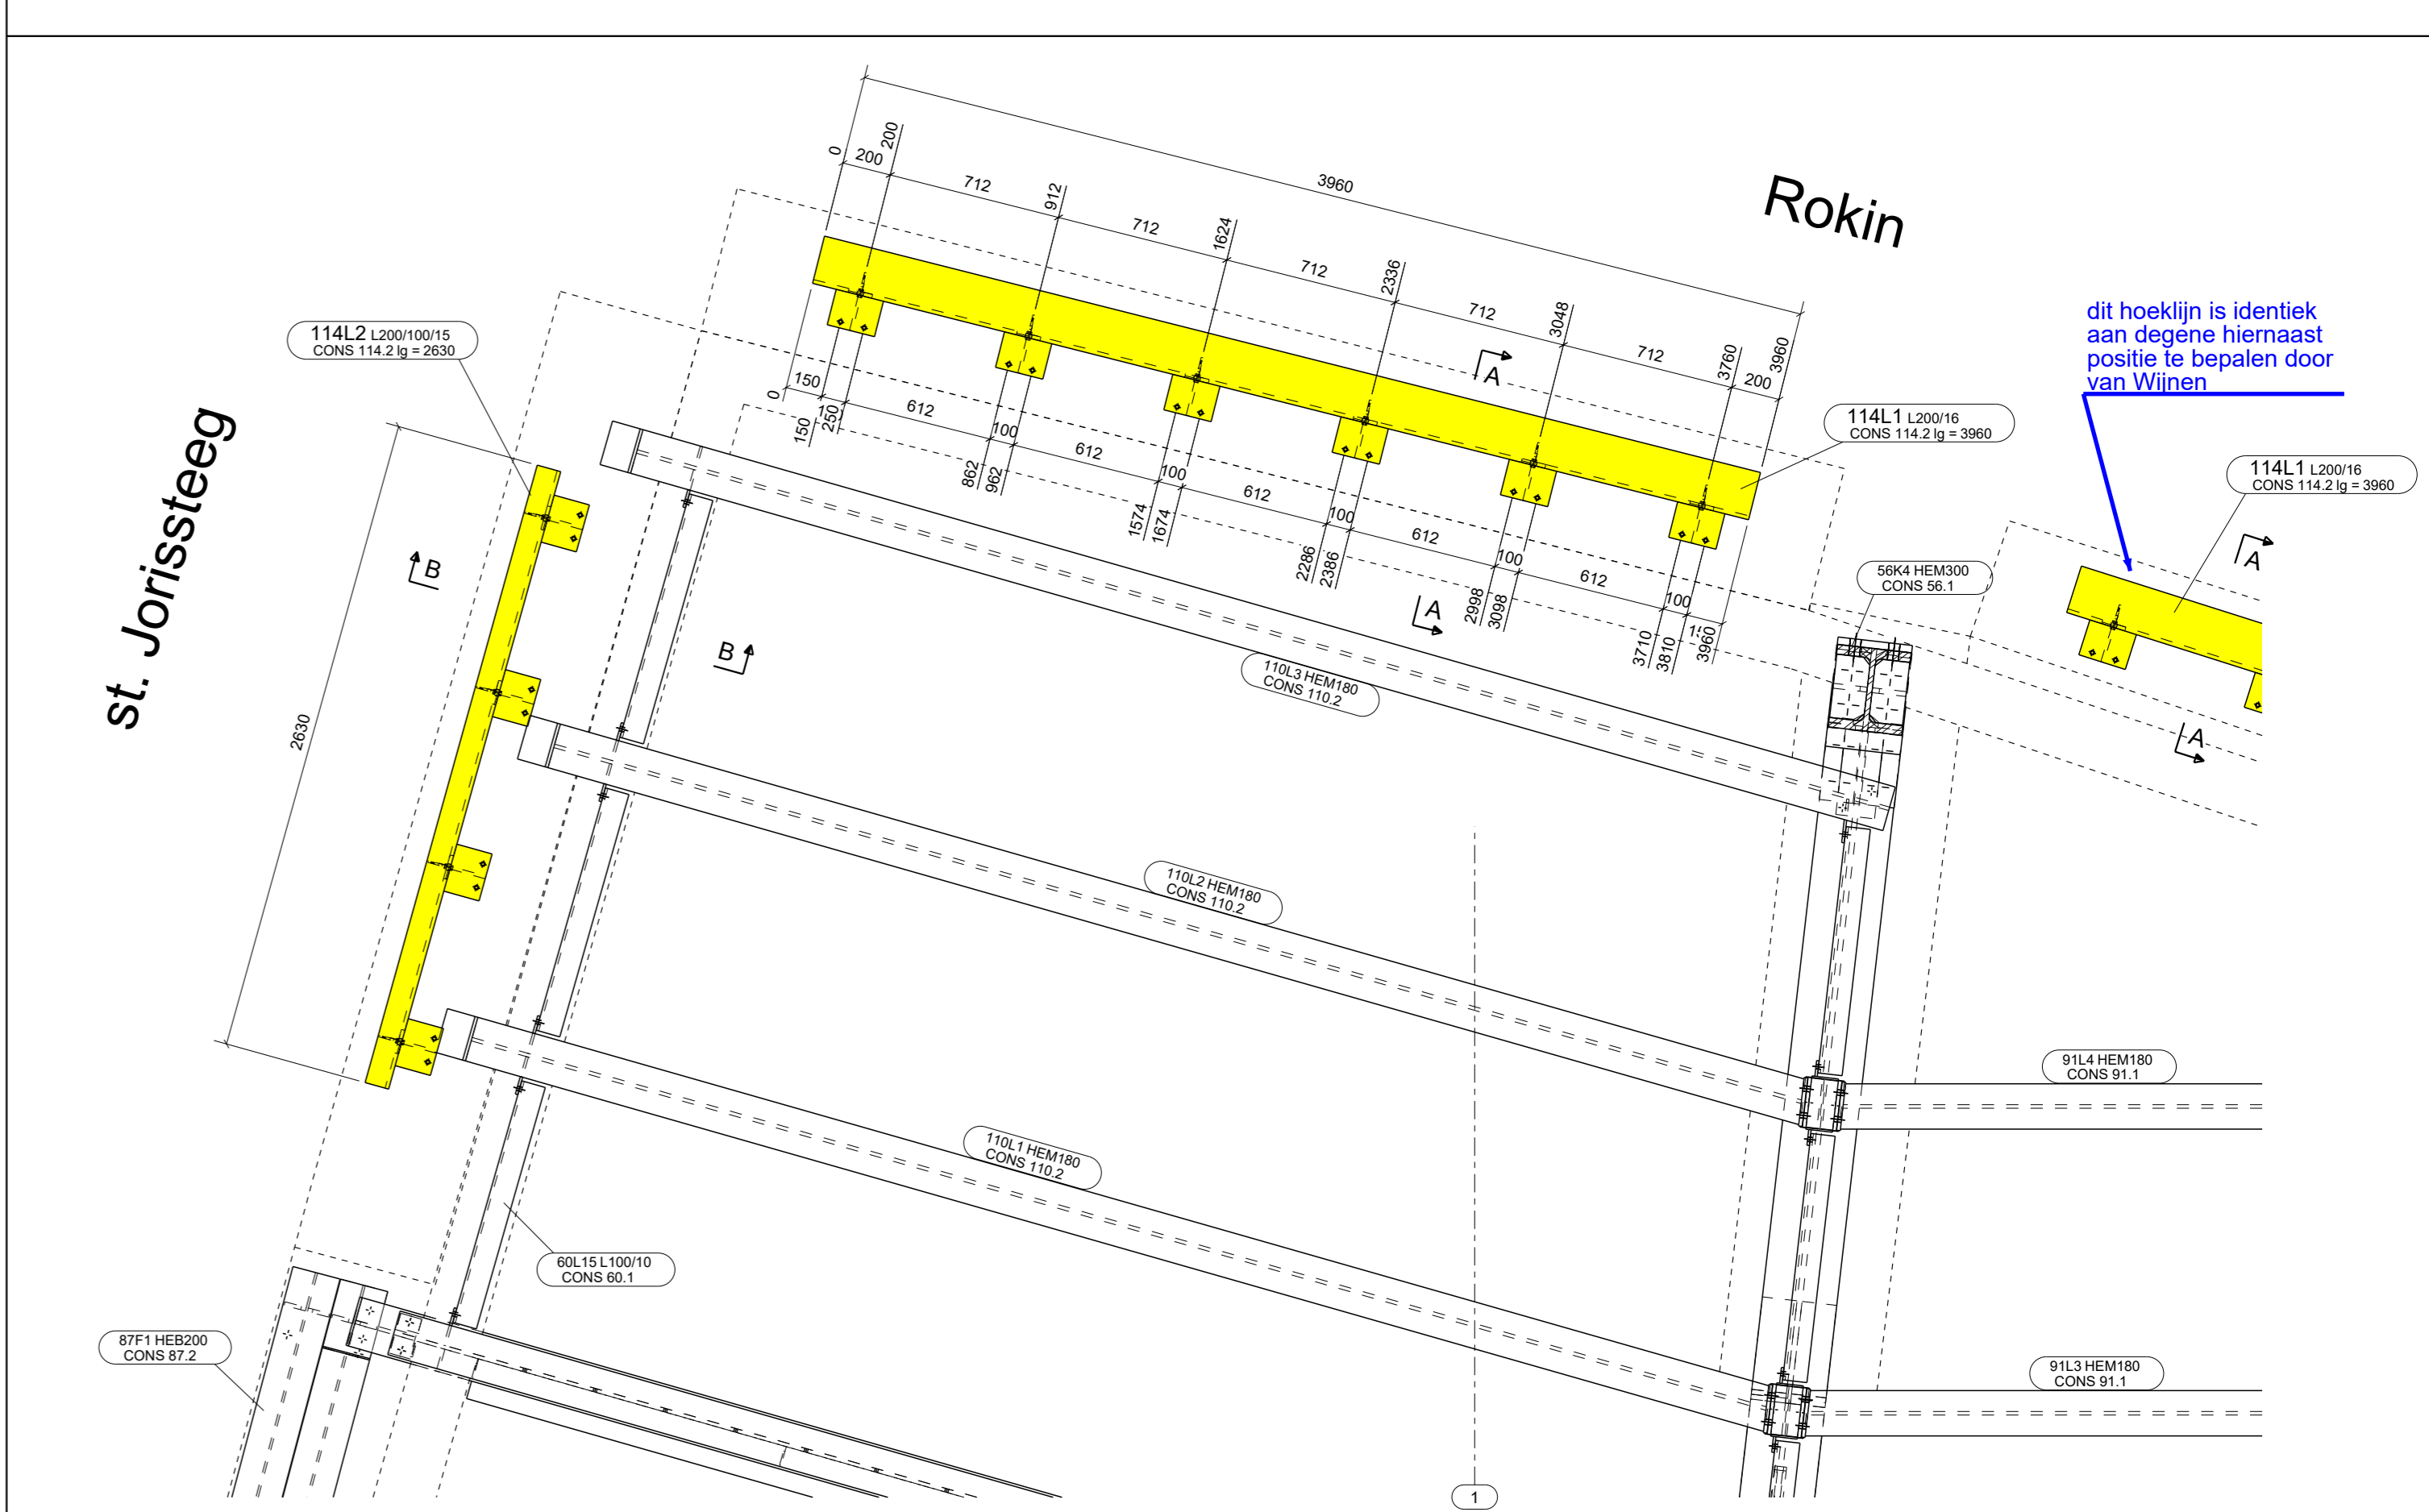 3960
Rokin
0
200
200
712
912
712
1624
712
2336
712
3048
712
3760
200
3960
dit hoeklijn is identiek
aan degene hiernaast
positie te bepalen door
van Wijnen
114L2 L200/100/15
CONS 114.2 lg = 2630
st. Jorissteeg
0
150
150
250
612
862
100
962
612
1574
100
1674
612
2286
100
2386
612
2998
100
3098
612
3710
100
3810
3960
A
A
114L1 L200/16
CONS 114.2 lg = 3960
114L1 L200/16
CONS 114.2 lg = 3960
A
A
56K4 HEM300
CONS 56.1
B
B
2630
110L3 HEM180
CONS 110.2
110L2 HEM180
CONS 110.2
110L1 HEM180
CONS 110.2
91L4 HEM180
CONS 91.1
60L15 L100/10
CONS 60.1
87F1 HEB200
CONS 87.2
91L3 HEM180
CONS 91.1
1